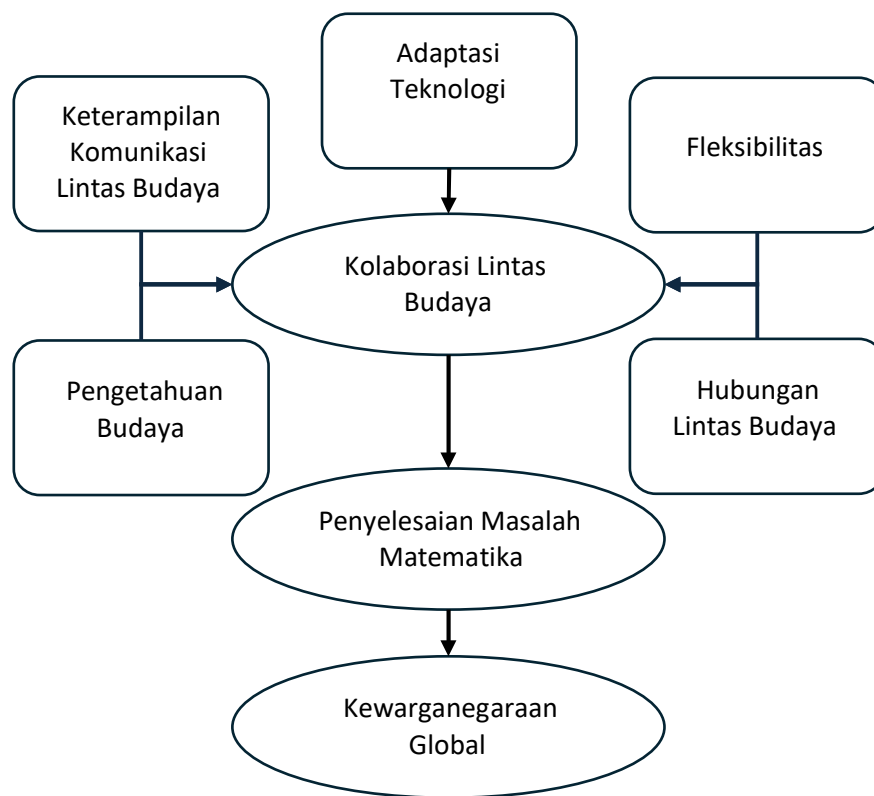 Adaptasi
Teknologi
Keterampilan
Komunikasi
Lintas Budaya
Fleksibilitas
Kolaborasi Lintas
Budaya
Pengetahuan
Budaya
Hubungan
Lintas Budaya
Penyelesaian Masalah
Matematika
Kewarganegaraan
Global